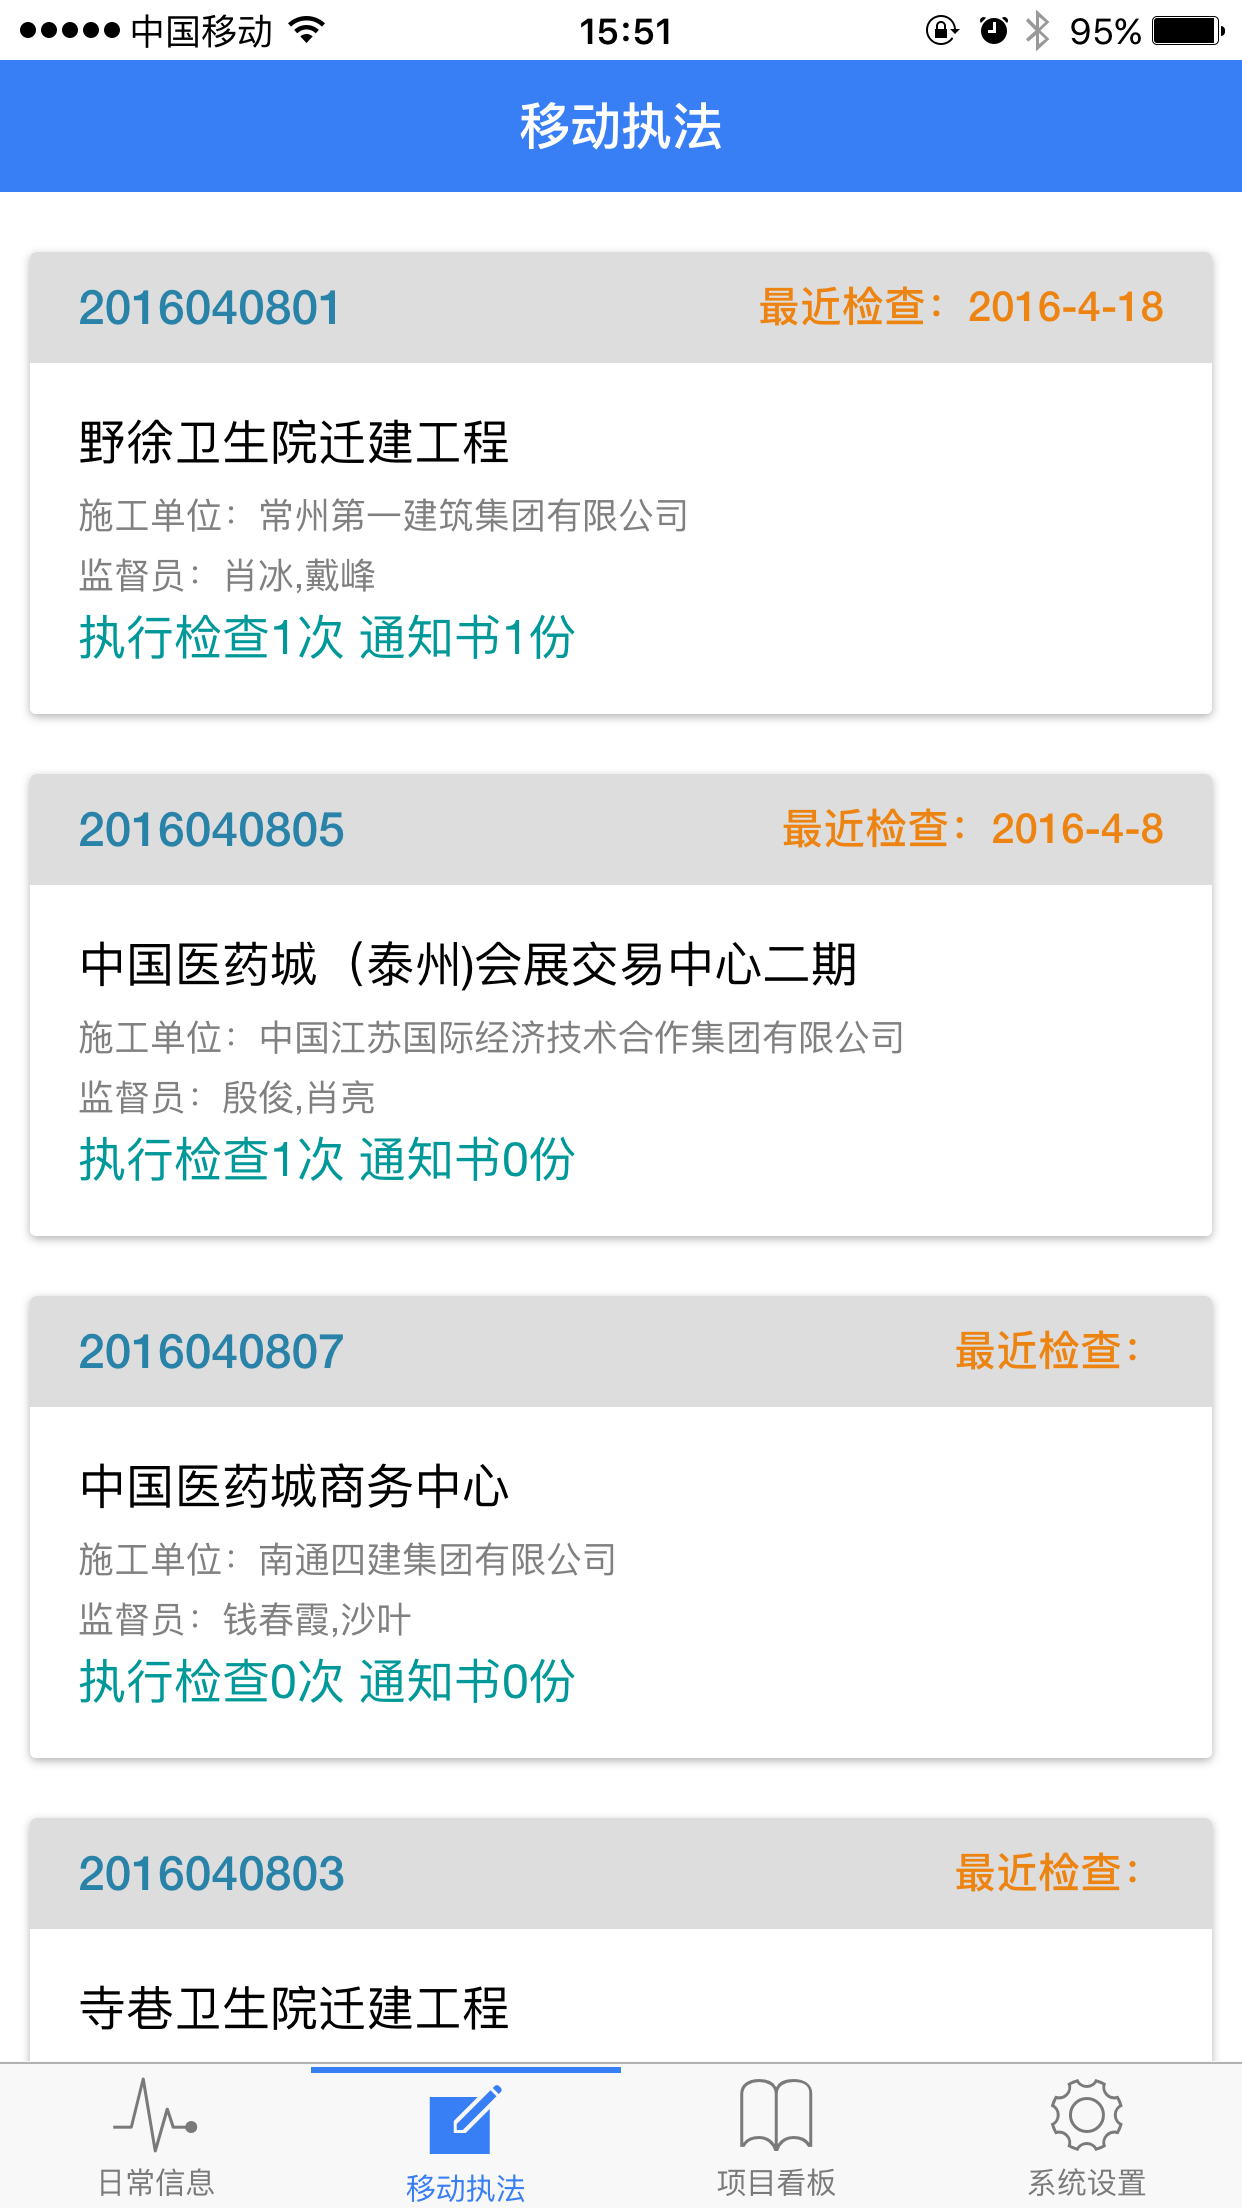 中国移动 15:51 95%
移动执法
2016040801 最近检查：2016-4-18
野徐卫生院迁建工程
施工单位：常州第一建筑集团有限公司
监督员：肖冰,戴峰
执行检查1次 通知书1份
2016040805 最近检查：2016-4-8
中国医药城（泰州)会展交易中心二期
施工单位：中国江苏国际经济技术合作集团有限公司
监督员：殷俊,肖亮
执行检查1次 通知书0份
2016040807 最近检查：
中国医药城商务中心
施工单位：南通四建集团有限公司
监督员：钱春霞,沙叶
执行检查0次 通知书0份
2016040803 最近检查：
寺巷卫生院迁建工程
日常信息 移动执法 项目看板 系统设置